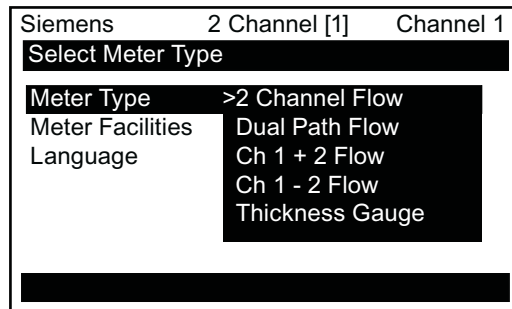 Siemens 2 Channel [1] Channel 1
Select Meter Type
Meter Type >2 Channel Flow
Meter Facilities Dual Path Flow
Language Ch 1 + 2 Flow
Ch 1 - 2 Flow
Thickness Gauge